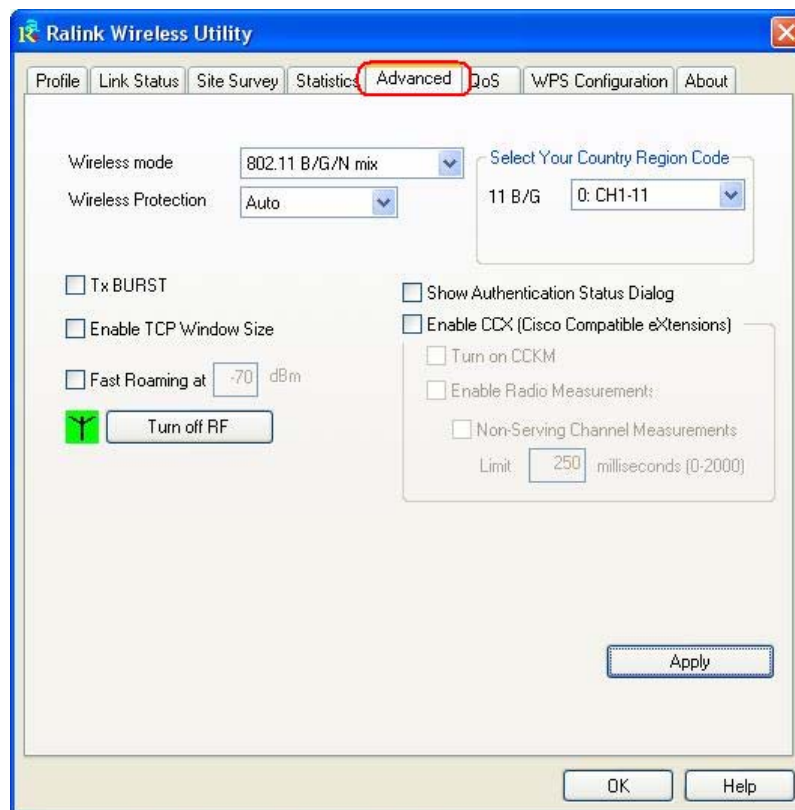 Ralink Wireless Utility
Profile Link Status Site Survey Statistics Advanced QoS WPS Configuration About
Wireless mode 802.11 B/G/N mix
Wireless Protection Auto
Select Your Country Region Code
11 B/G 0: CH1-11
Tx BURST
Enable TCP Window Size
Fast Roaming at -70 dBm
Turn off RF
Show Authentication Status Dialog
Enable CCX (Cisco Compatible eXtensions)
Turn on CCKM
Enable Radio Measurements
Non-Serving Channel Measurements
Limit 250 milliseconds (0-2000)
Apply
OK Help